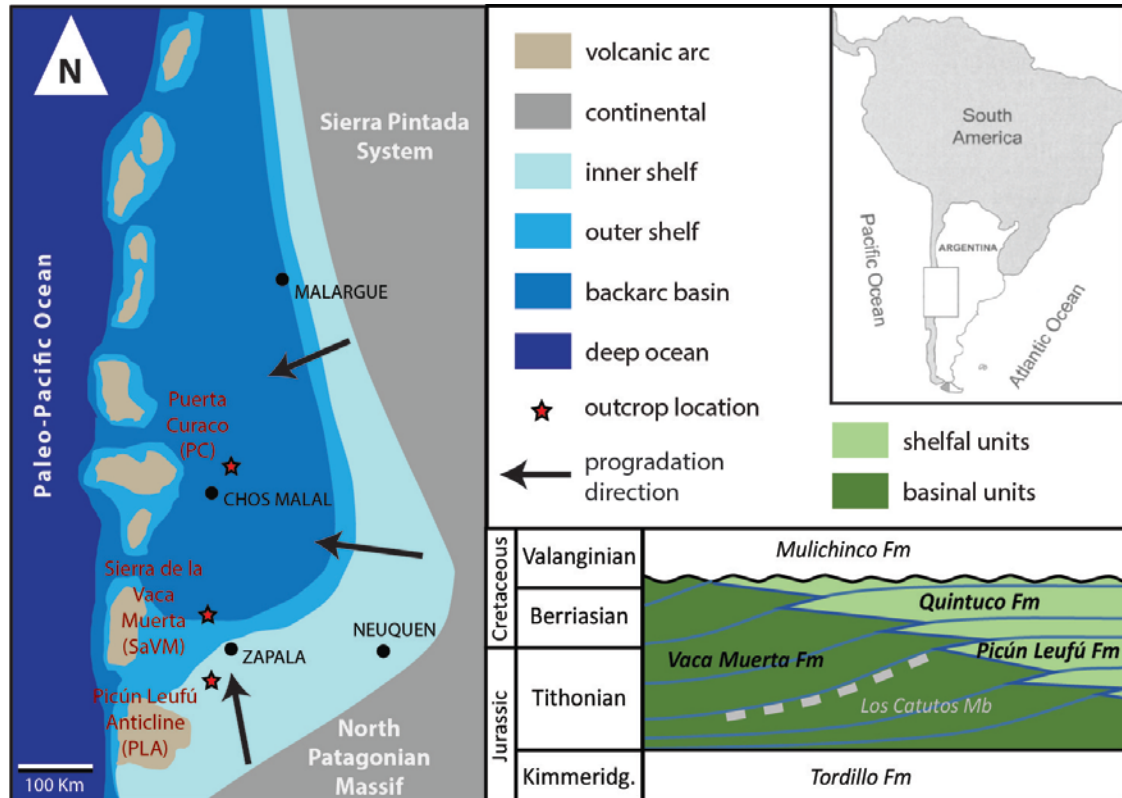 N
Sierra Pintada
System
Paleo-Pacific Ocean
MALARGUE
Puerta
Curaco
(PC)
CHOS MALAL
Sierra de la
Vaca
Muerta
(SaVM)
ZAPALA
NEUQUEN
Picún Leufú
Anticline
(PLA)
North
Patagonian
Massif
100 Km
volcanic arc
continental
inner shelf
outer shelf
backarc basin
deep ocean
outcrop location
progradation
direction
South
America
Pacific Ocean
ARGENTINA
Atlantic Ocean
shelfal units
basinal units
Cretaceous
Jurassic
Valanginian
Berriasian
Tithonian
Kimmeridg.
Mulichinco Fm
Quintuco Fm
Vaca Muerta Fm
Picún Leufú Fm
Los Catutos Mb
Tordillo Fm